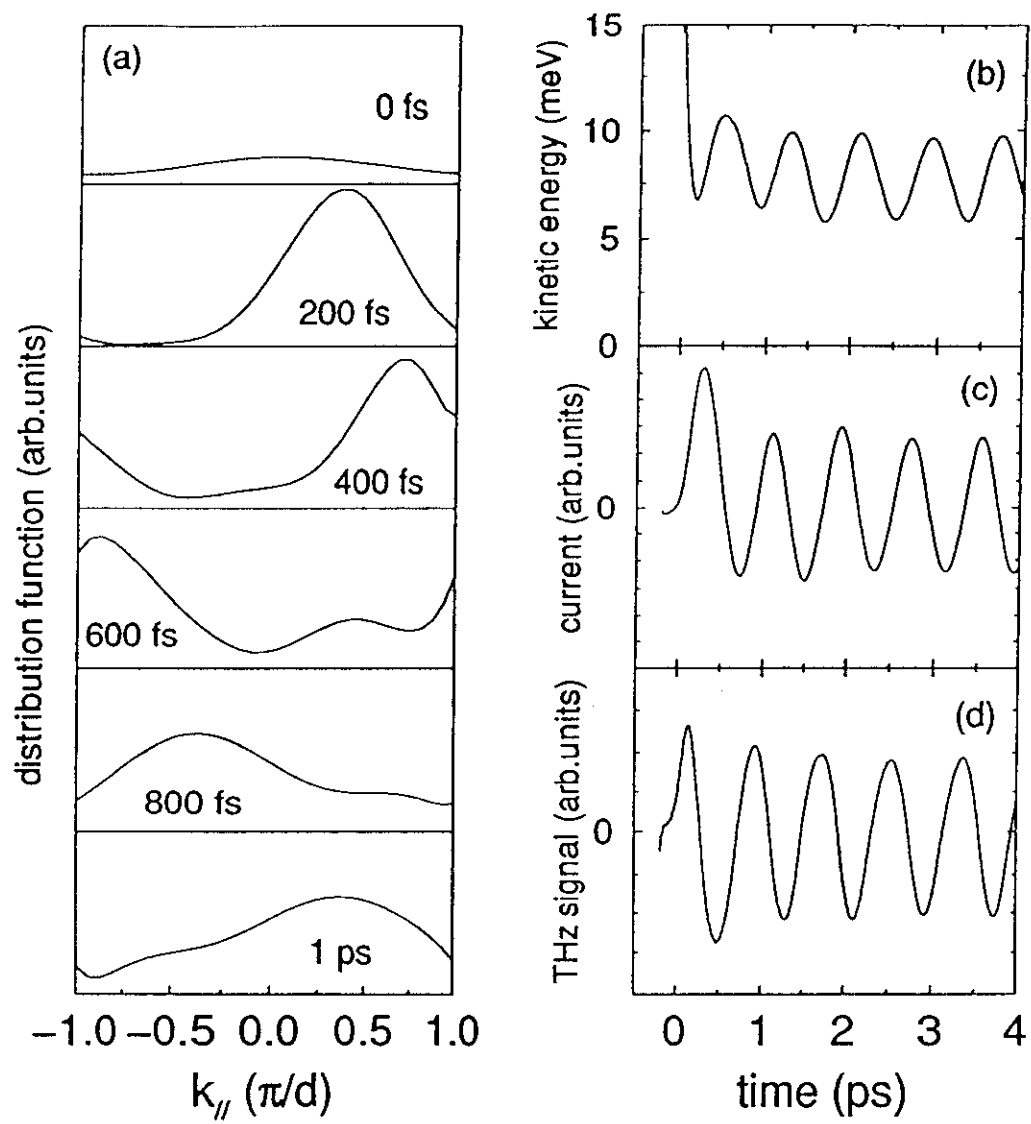 (a)
0 fs
200 fs
400 fs
600 fs
800 fs
1 ps
distribution function (arb.units)
−1.0 −0.5 0.0 0.5 1.0
k// (π/d)
(b)
15
10
5
0
kinetic energy (meV)
(c)
0
current (arb.units)
(d)
0
THz signal (arb.units)
0 1 2 3 4
time (ps)